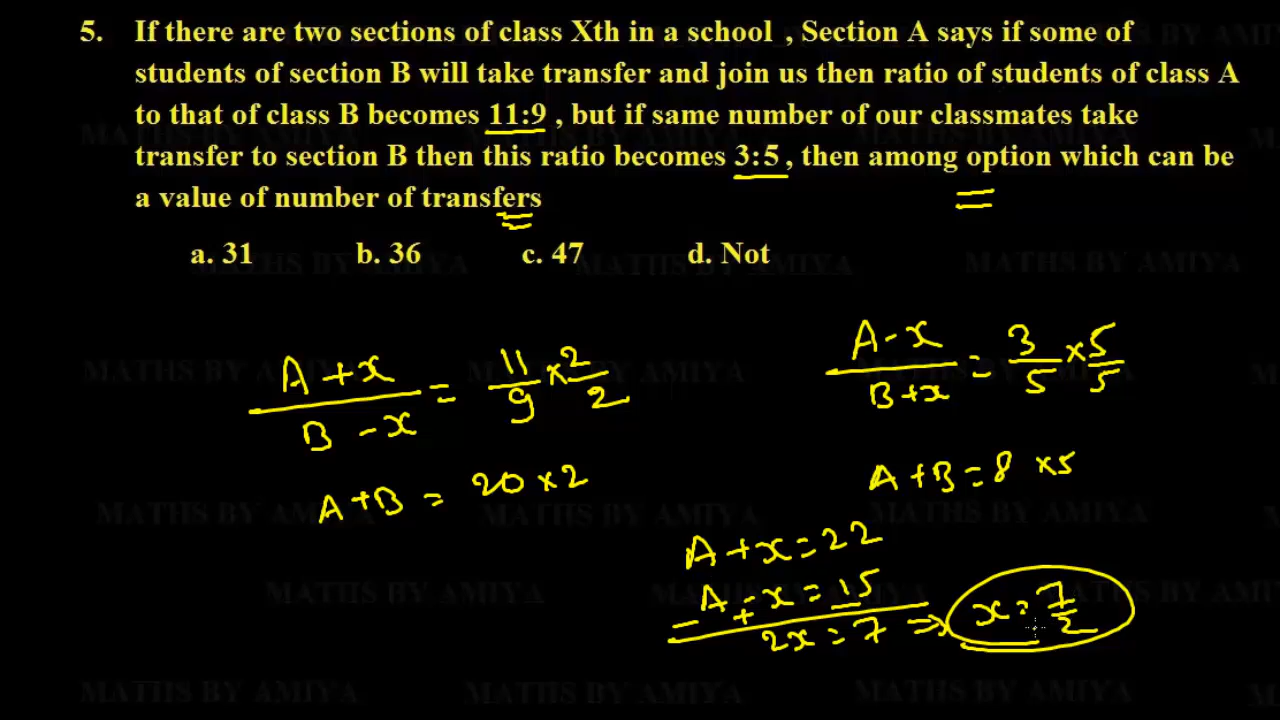 5. If there are two sections of class Xth in a school , Section A says if some of
students of section B will take transfer and join us then ratio of students of class A
to that of class B becomes 11:9 , but if same number of our classmates take
transfer to section B then this ratio becomes 3:5 , then among option which can be
a value of number of transfers
a. 31 b. 36 c. 47 d. Not
MATHS BY AMIYA
(A + x)/(B - x) = 11/9 × 2/2
(A - x)/(B + x) = 3/5 × 5/5
A + B = 20 × 2
A + B = 8 × 5
A + x = 22
A - x = 15
2x = 7 ⇒ x = 7/2